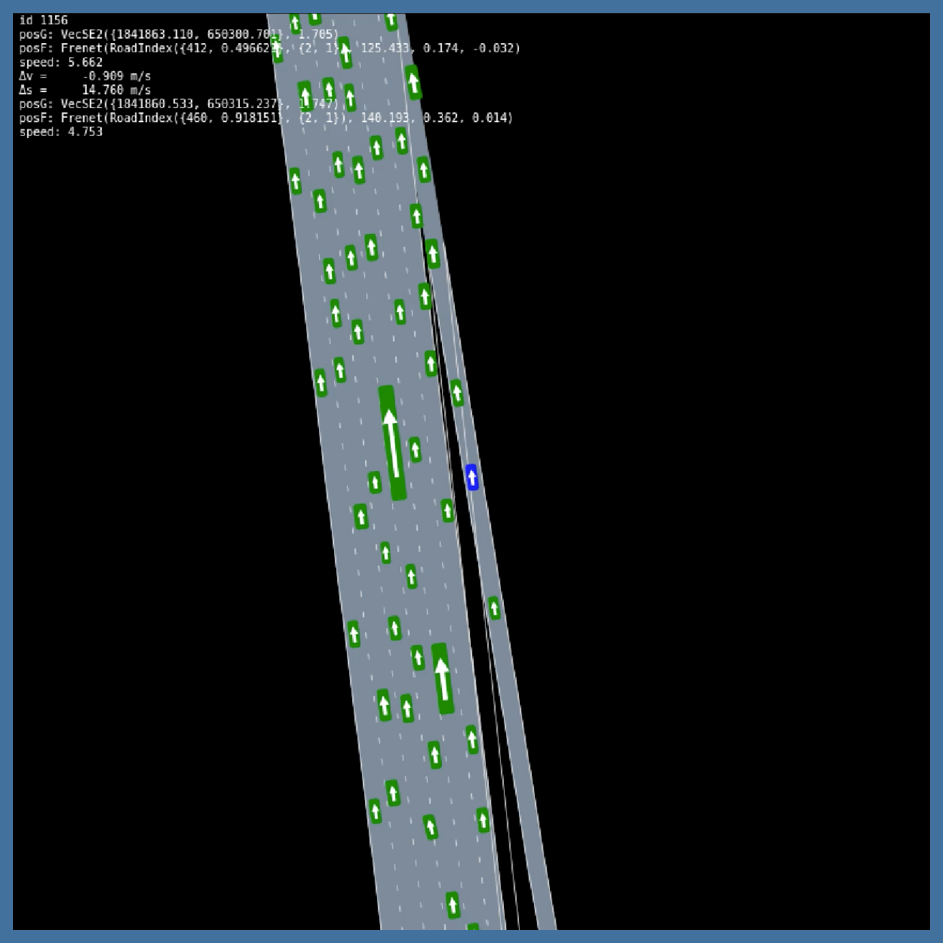 id 1156
posG: VecSE2({1841863.110, 650300.701}, 1.705)
posF: Frenet(RoadIndex({412, 0.496623}, {2, 1}), 125.433, 0.174, -0.032)
speed: 5.662
Δv = -0.909 m/s
Δs = 14.760 m/s
posG: VecSE2({1841860.533, 650315.237}, 1.747)
posF: Frenet(RoadIndex({460, 0.918151}, {2, 1}), 140.193, 0.362, 0.014)
speed: 4.753